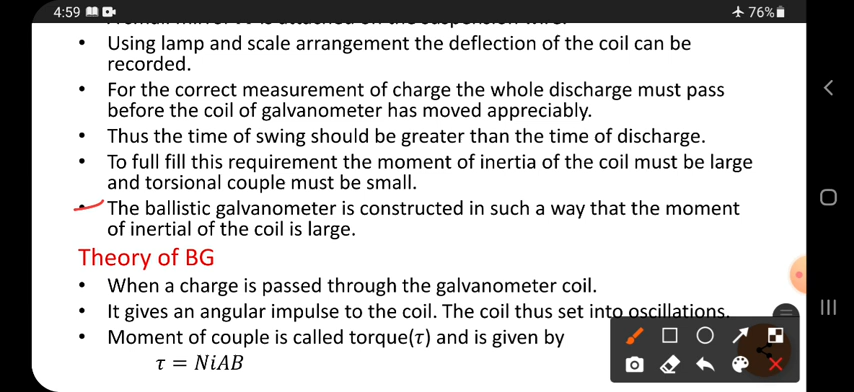 4:59
76%
• Using lamp and scale arrangement the deflection of the coil can be
recorded.
• For the correct measurement of charge the whole discharge must pass
before the coil of galvanometer has moved appreciably.
• Thus the time of swing should be greater than the time of discharge.
• To full fill this requirement the moment of inertia of the coil must be large
and torsional couple must be small.
• The ballistic galvanometer is constructed in such a way that the moment
of inertial of the coil is large.
Theory of BG
• When a charge is passed through the galvanometer coil.
• It gives an angular impulse to the coil. The coil thus set into oscillations.
• Moment of couple is called torque(τ) and is given by
τ = NiAB